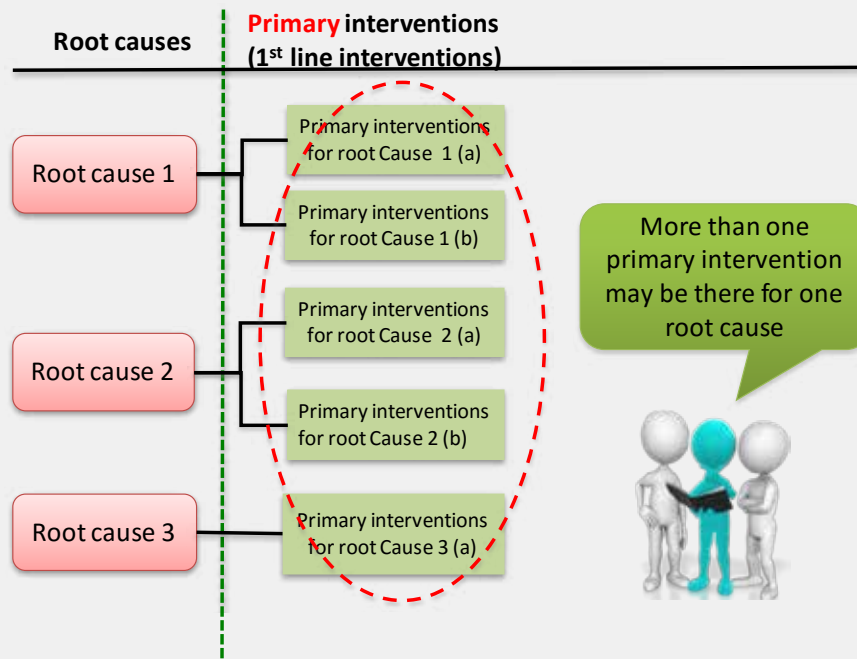 Root causes
Primary interventions
(1st line interventions)
Root cause 1
Primary interventions
for root Cause 1 (a)
Primary interventions
for root Cause 1 (b)
Root cause 2
Primary interventions
for root Cause 2 (a)
Primary interventions
for root Cause 2 (b)
Root cause 3
Primary interventions
for root Cause 3 (a)
More than one
primary intervention
may be there for one
root cause